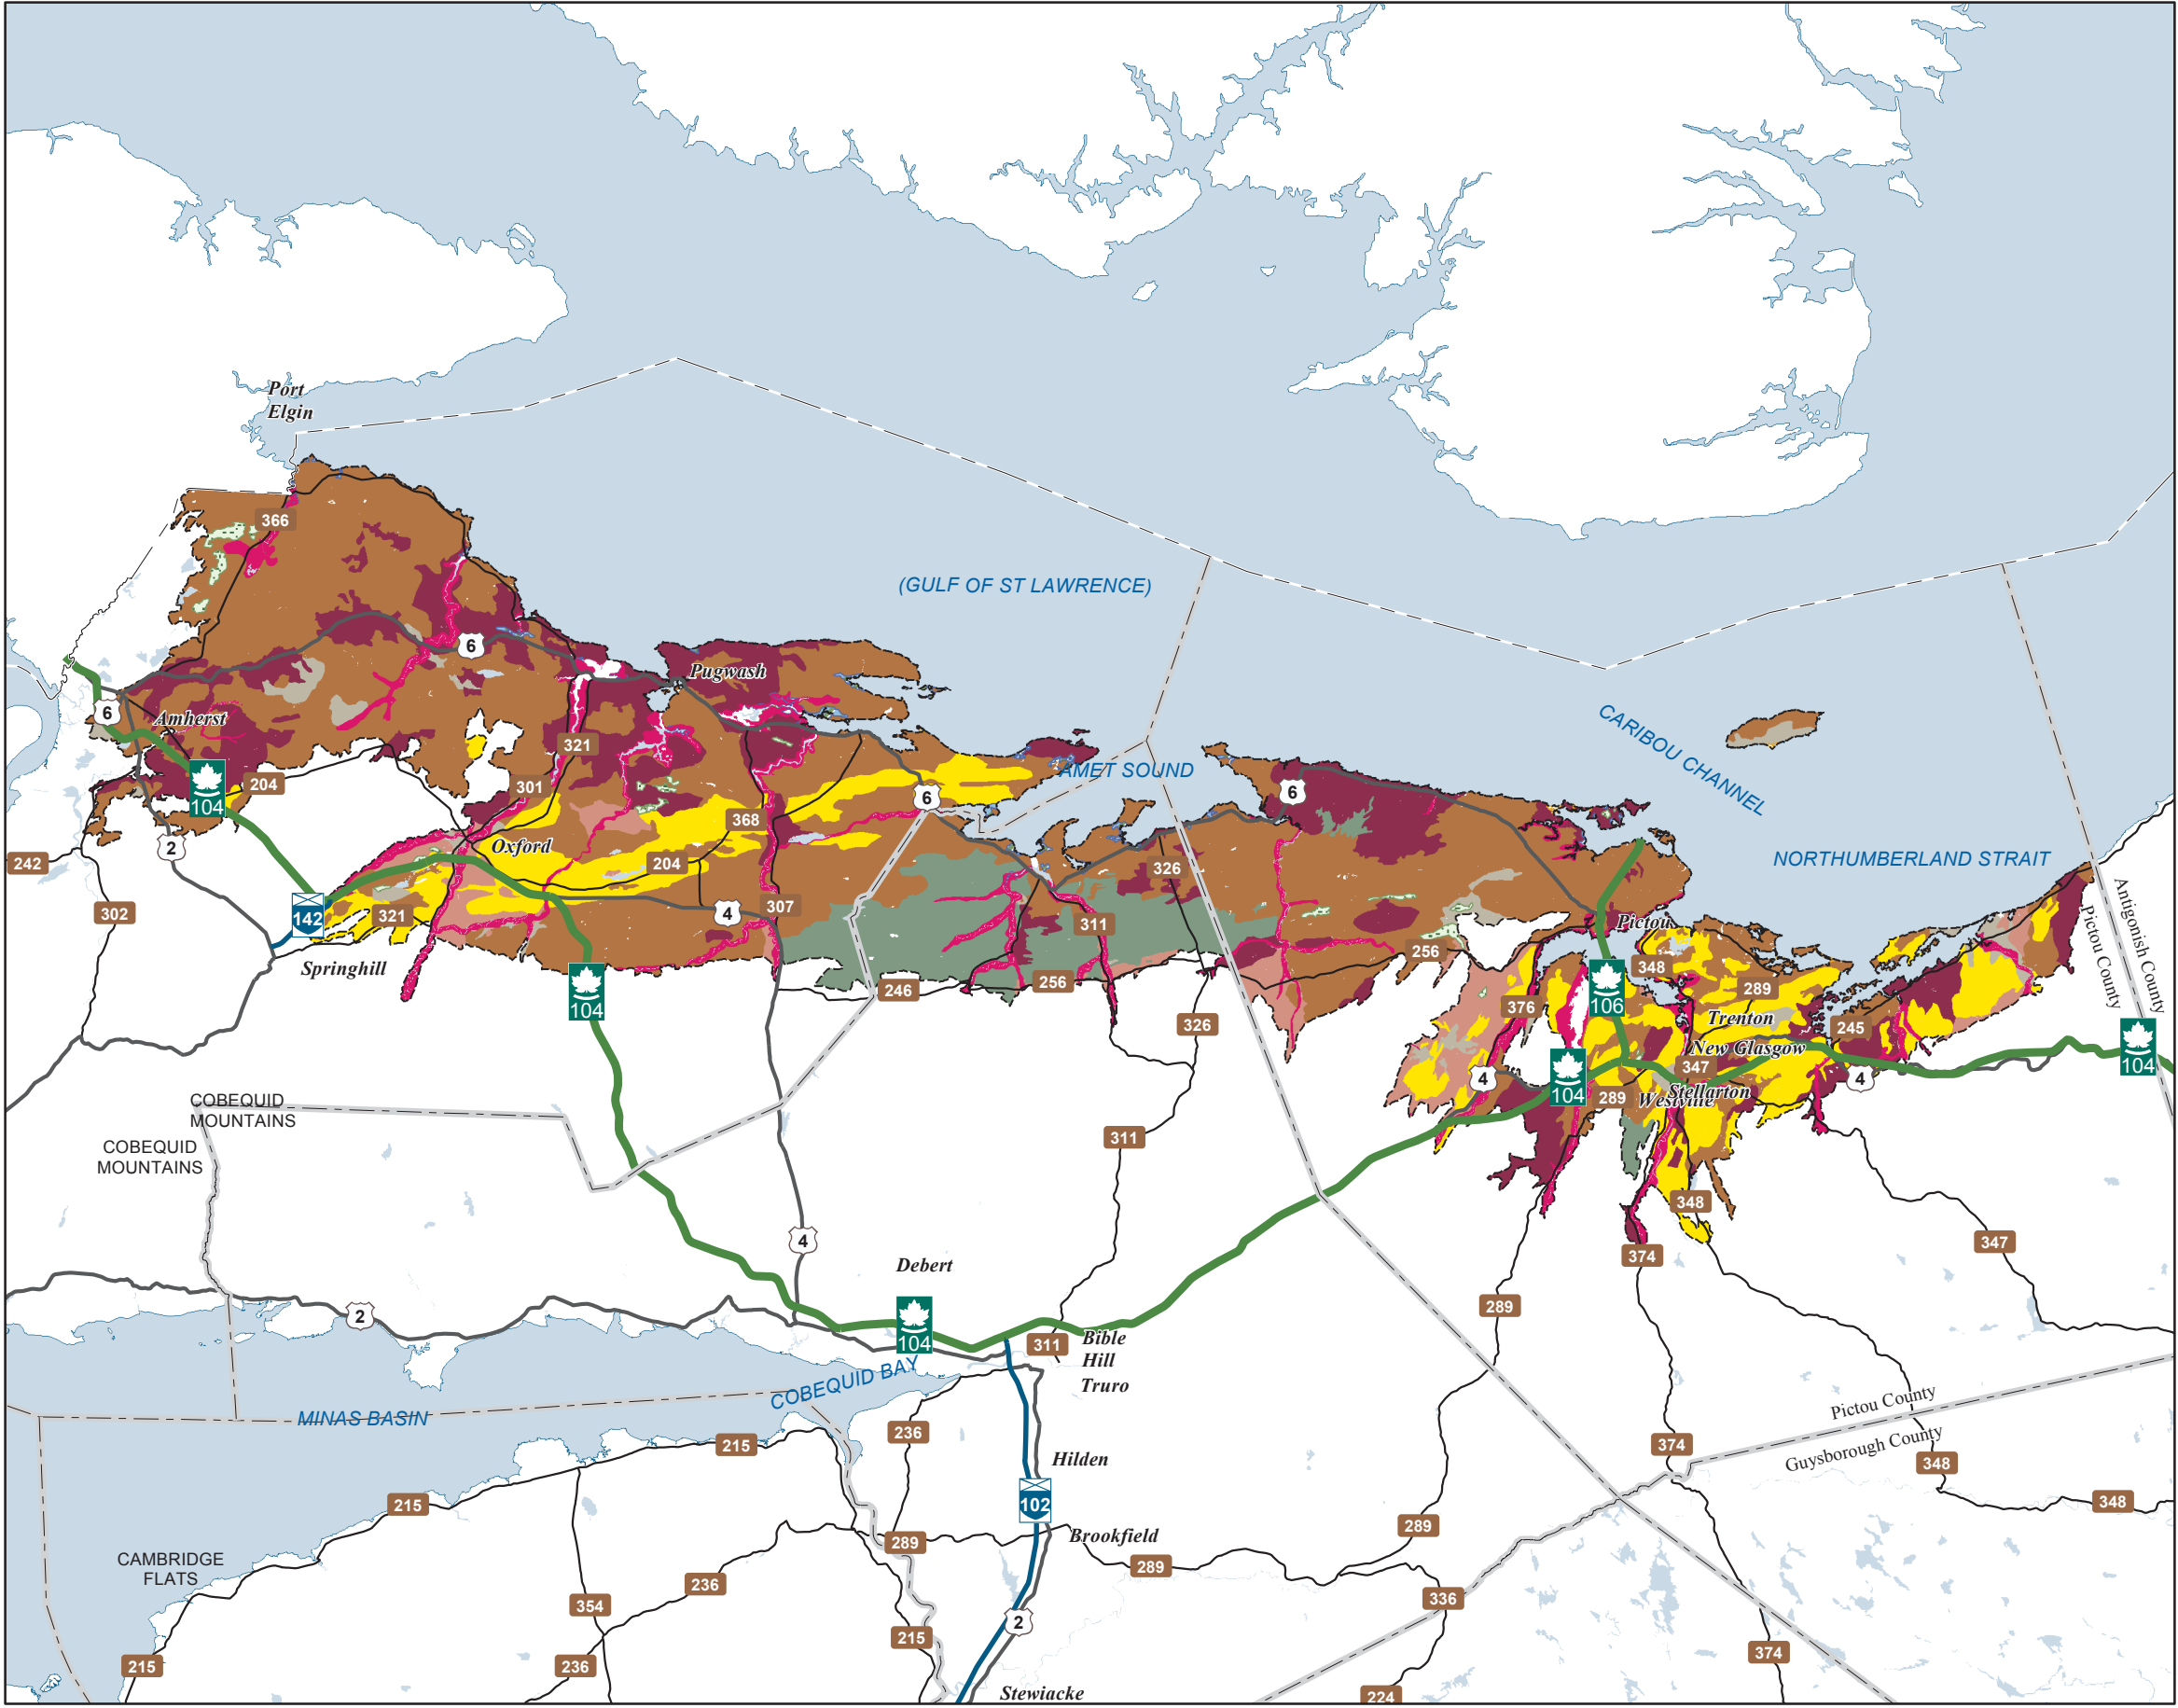 Port
Elgin
366
(GULF OF ST LAWRENCE)
6
Pugwash
6
Amherst
CARIBOU CHANNEL
321
AMET SOUND
104
204
301
6
6
368
2
Oxford
204
326
NORTHUMBERLAND STRAIT
242
302
142
321
4
307
311
Pictou
Antigonish County
Pictou County
256
348
Springhill
104
246
256
106
289
376
326
Trenton
245
104
New Glasgow
347
4
104
4
289
Westville
Stellarton
COBEQUID
MOUNTAINS
COBEQUID
MOUNTAINS
311
348
4
374
347
Debert
2
104
289
311
Bible
Hill
Truro
COBEQUID BAY
MINAS BASIN
Pictou County
Guysborough County
236
215
374
Hilden
348
215
102
348
289
289
Brookfield
289
CAMBRIDGE
FLATS
236
354
336
2
215
374
215
236
Stewiacke
224